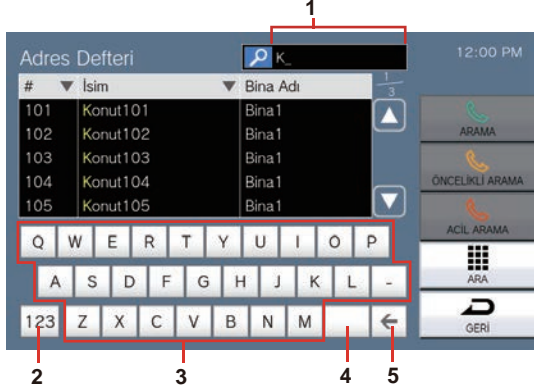 1
Adres Defteri K_ 12:00 PM
# İsim Bina Adı 1/3
101 Konut101 Bina1
102 Konut102 Bina1
103 Konut103 Bina1
104 Konut104 Bina1
105 Konut105 Bina1
ARAMA
ÖNCELİKLİ ARAMA
ACİL ARAMA
ARA
GERİ
Q W E R T Y U I O P
A S D F G H J K L -
123 Z X C V B N M ←
2 3 4 5